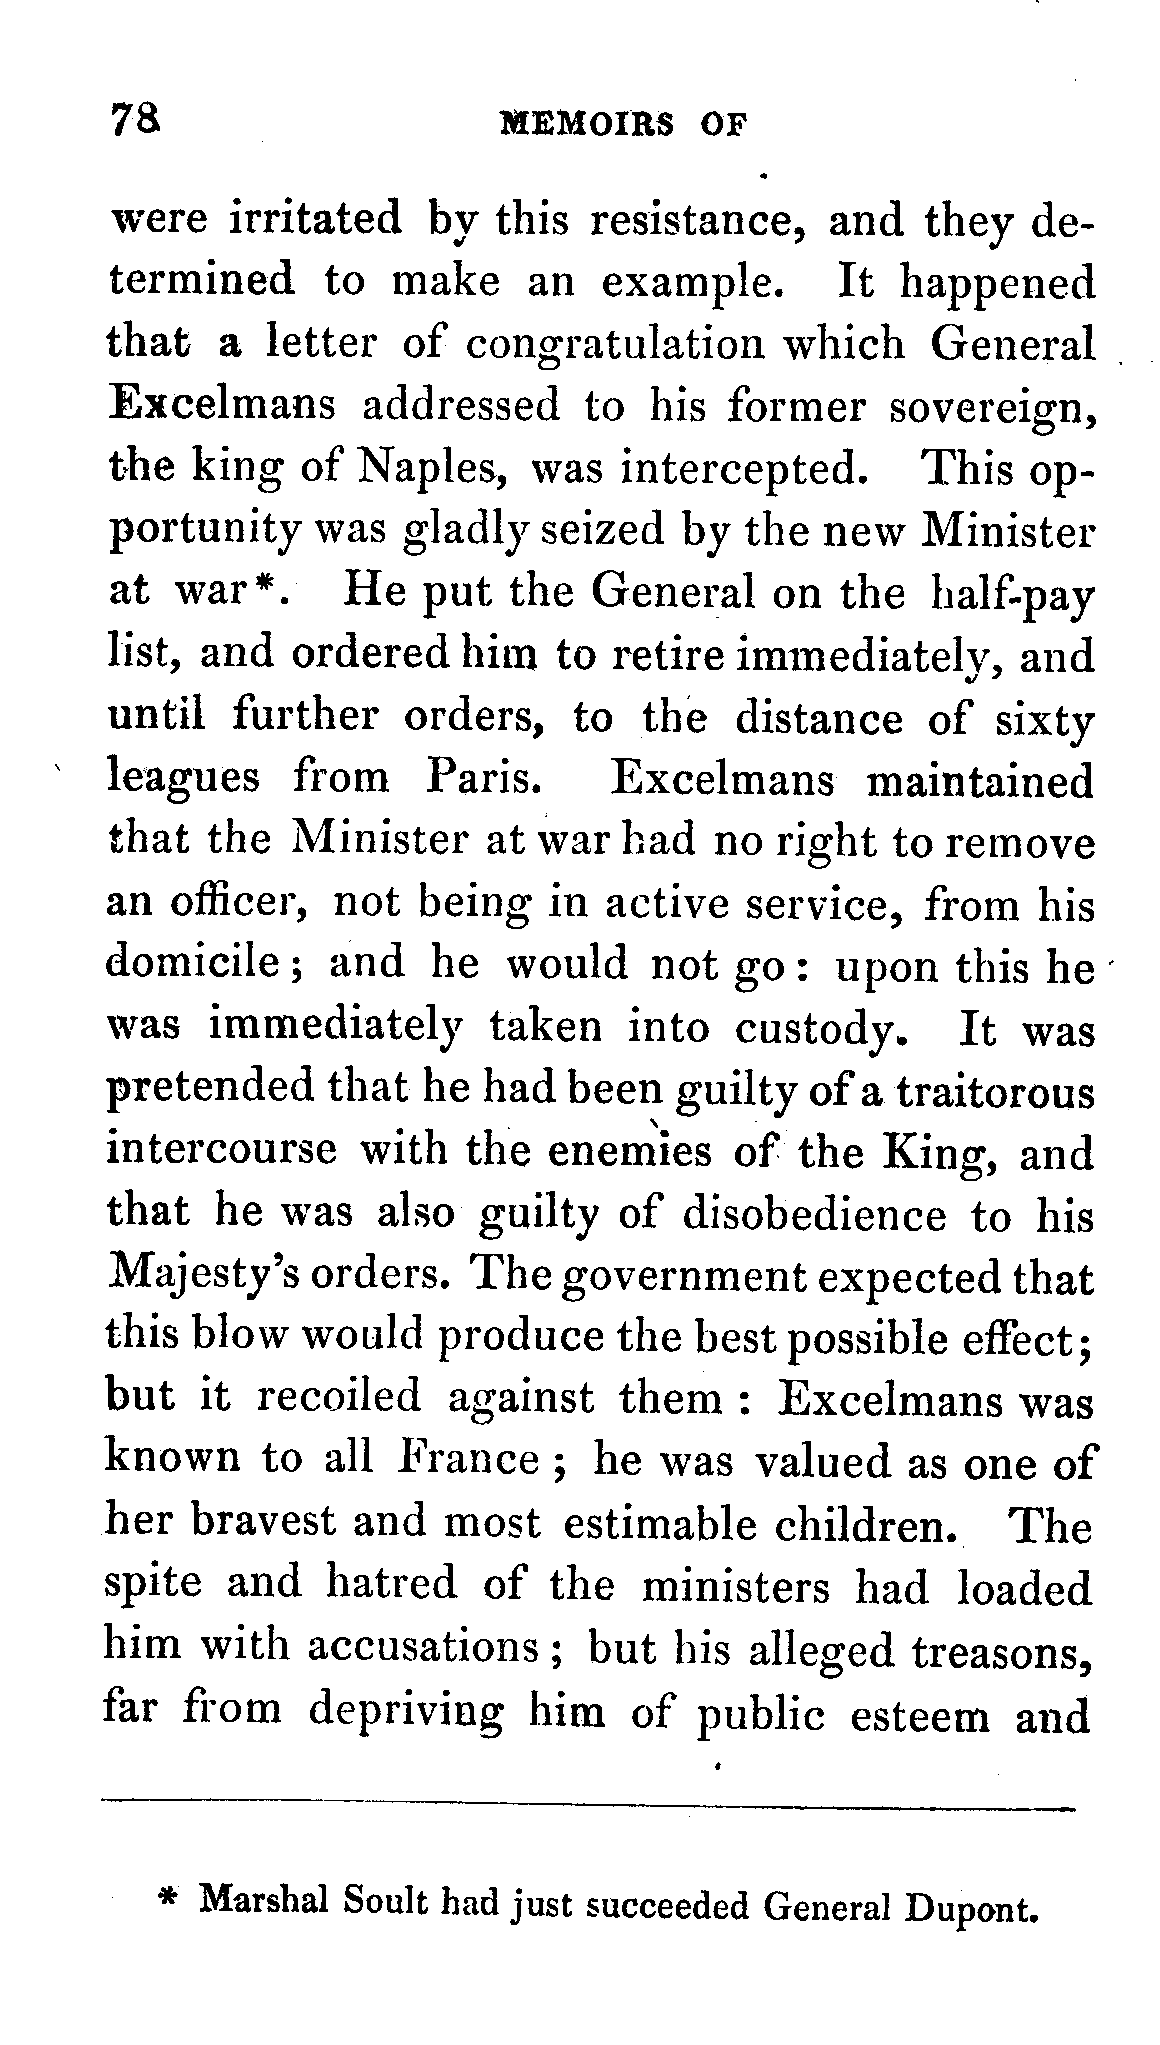 78 MEMOIRS OF
were irritated by this resistance, and they de-
termined to make an example. It happened
that a letter of congratulation which General
Excelmans addressed to his former sovereign,
the king of Naples, was intercepted. This op-
portunity was gladly seized by the new Minister
at war*. He put the General on the half-pay
list, and ordered him to retire immediately, and
until further orders, to the distance of sixty
leagues from Paris. Excelmans maintained
that the Minister at war had no right to remove
an officer, not being in active service, from his
domicile; and he would not go: upon this he
was immediately taken into custody. It was
pretended that he had been guilty of a traitorous
intercourse with the enemies of the King, and
that he was also guilty of disobedience to his
Majesty's orders. The government expected that
this blow would produce the best possible effect;
but it recoiled against them: Excelmans was
known to all France; he was valued as one of
her bravest and most estimable children. The
spite and hatred of the ministers had loaded
him with accusations; but his alleged treasons,
far from depriving him of public esteem and
* Marshal Soult had just succeeded General Dupont.